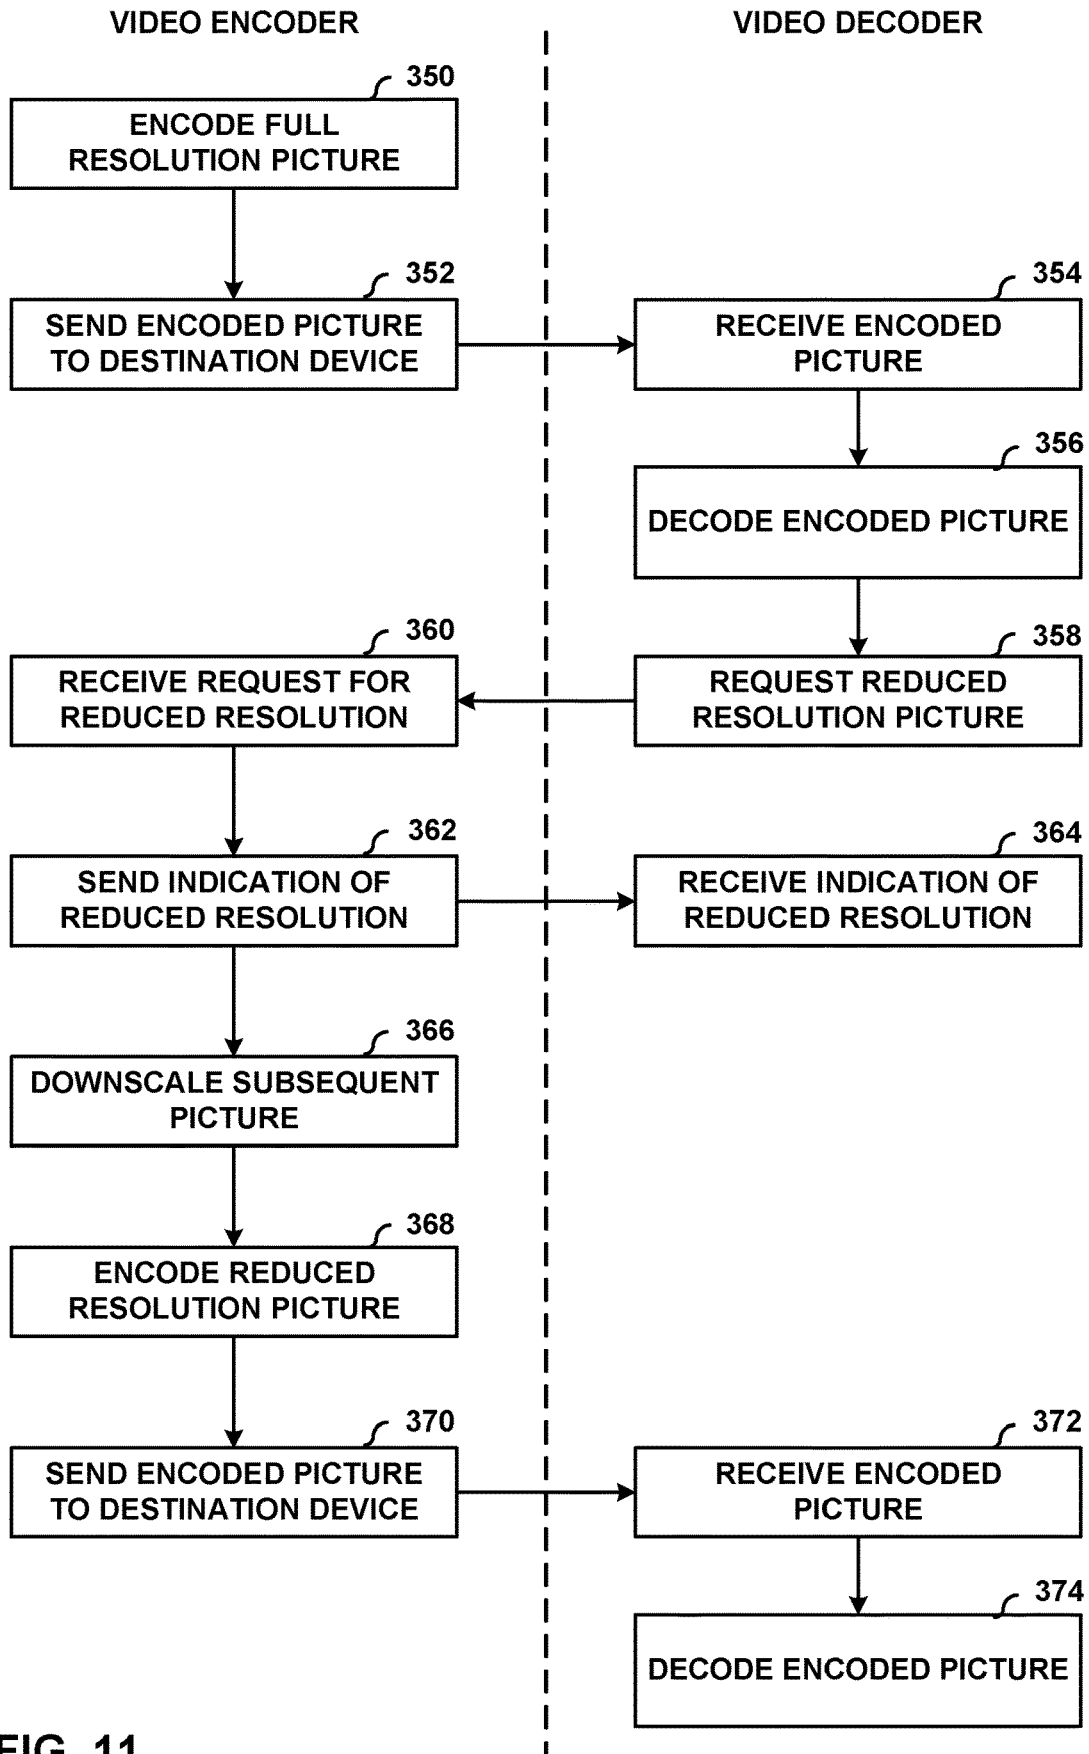 VIDEO ENCODER
VIDEO DECODER
350
ENCODE FULL
RESOLUTION PICTURE
352
SEND ENCODED PICTURE
TO DESTINATION DEVICE
354
RECEIVE ENCODED
PICTURE
356
DECODE ENCODED PICTURE
358
REQUEST REDUCED
RESOLUTION PICTURE
360
RECEIVE REQUEST FOR
REDUCED RESOLUTION
362
SEND INDICATION OF
REDUCED RESOLUTION
364
RECEIVE INDICATION OF
REDUCED RESOLUTION
366
DOWNSCALE SUBSEQUENT
PICTURE
368
ENCODE REDUCED
RESOLUTION PICTURE
370
SEND ENCODED PICTURE
TO DESTINATION DEVICE
372
RECEIVE ENCODED
PICTURE
374
DECODE ENCODED PICTURE
FIG. 11